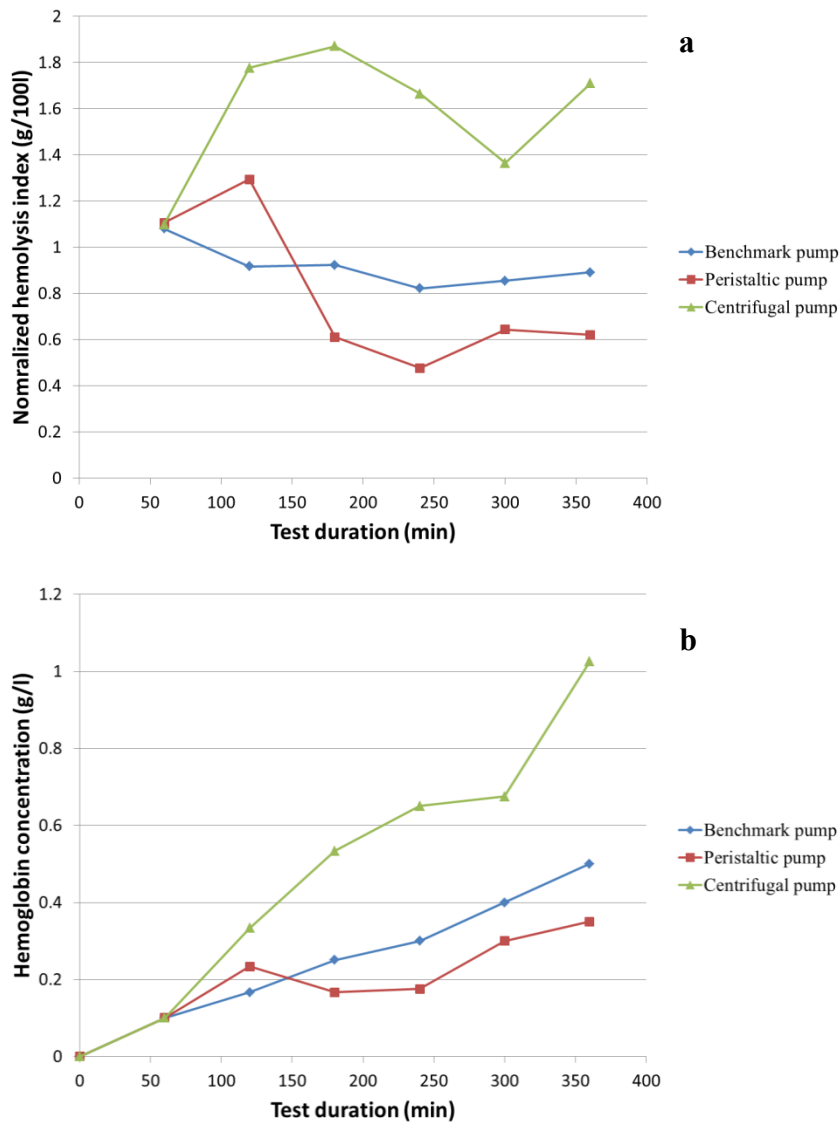 a
Nomralized hemolysis index (g/100l)
2
1.8
1.6
1.4
1.2
1
0.8
0.6
0.4
0.2
0
0 50 100 150 200 250 300 350 400
Test duration (min)
Benchmark pump
Peristaltic pump
Centrifugal pump
b
Hemoglobin concentration (g/l)
1.2
1
0.8
0.6
0.4
0.2
0
0 50 100 150 200 250 300 350 400
Test duration (min)
Benchmark pump
Peristaltic pump
Centrifugal pump